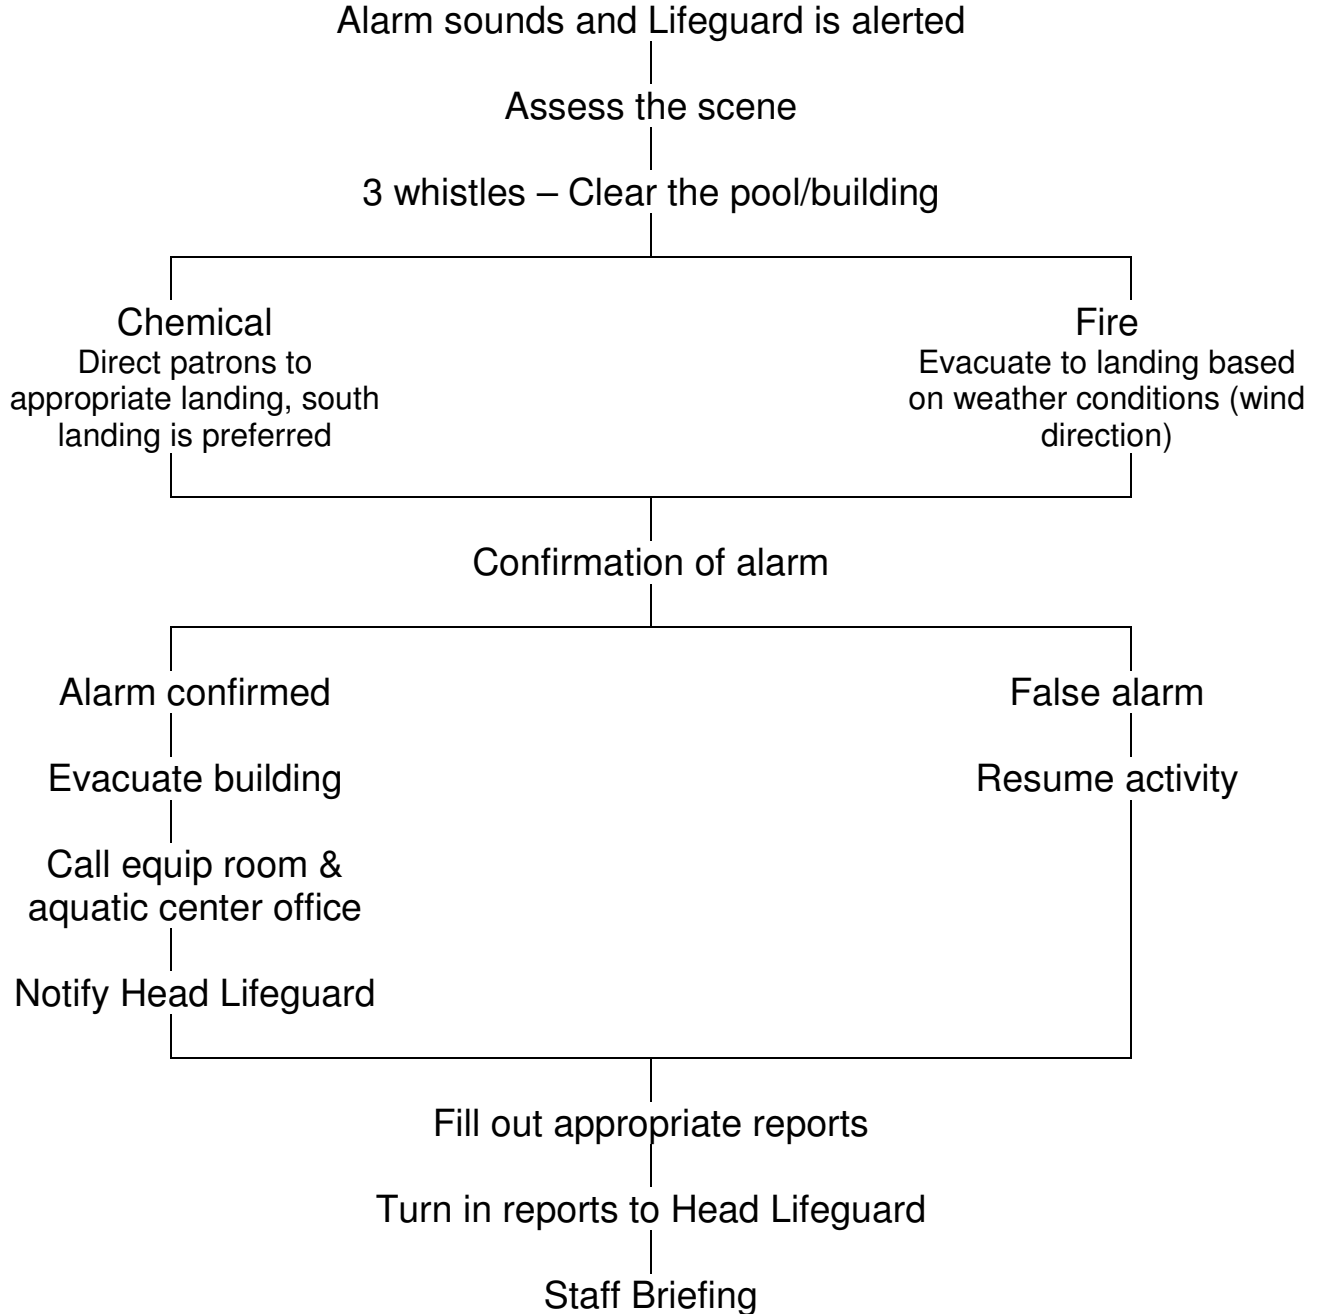 Alarm sounds and Lifeguard is alerted
Assess the scene
3 whistles – Clear the pool/building
Chemical
Direct patrons to
appropriate landing, south
landing is preferred
Fire
Evacuate to landing based
on weather conditions (wind
direction)
Confirmation of alarm
Alarm confirmed
Evacuate building
Call equip room &
aquatic center office
Notify Head Lifeguard
False alarm
Resume activity
Fill out appropriate reports
Turn in reports to Head Lifeguard
Staff Briefing